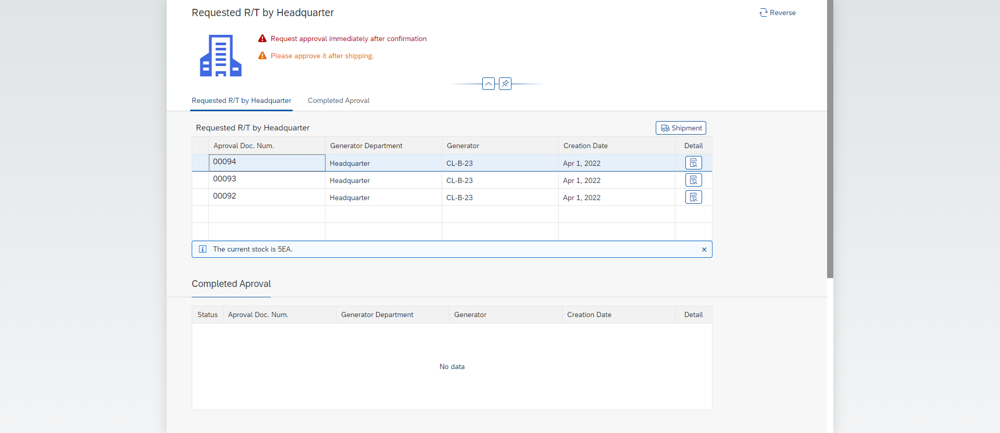 Requested R/T by Headquarter
Reverse
Request approval immediately after confirmation
Please approve it after shipping.
Requested R/T by Headquarter Completed Aproval
Requested R/T by Headquarter Shipment
Aproval Doc. Num. Generator Department Generator Creation Date Detail
00094 Headquarter CL-B-23 Apr 1, 2022
00093 Headquarter CL-B-23 Apr 1, 2022
00092 Headquarter CL-B-23 Apr 1, 2022
The current stock is 5EA.
Completed Aproval
Status Aproval Doc. Num. Generator Department Generator Creation Date Detail
No data